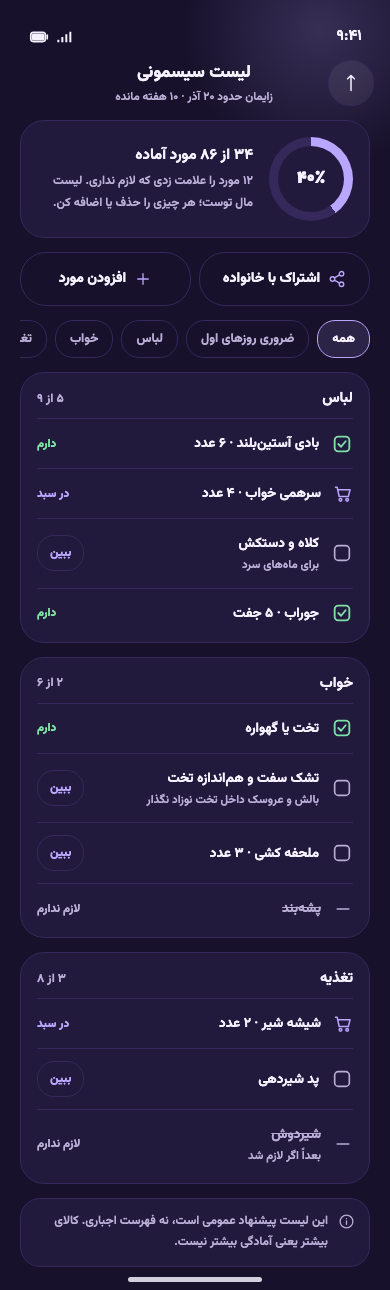 ۹:۴۱
لیست سیسمونی
زایمان حدود ۲۰ آذر · ۱۰ هفته مانده
۴۰٪
۳۴ از ۸۶ مورد آماده
۱۲ مورد را علامت زدی که لازم نداری. لیست
مال توست؛ هر چیزی را حذف یا اضافه کن.
اشتراک با خانواده
افزودن مورد
همه
ضروری روزهای اول
لباس
خواب
تغ
لباس
۵ از ۹
بادی آستین‌بلند · ۶ عدد
دارم
سرهمی خواب · ۴ عدد
در سبد
کلاه و دستکش
برای ماه‌های سرد
ببین
جوراب · ۵ جفت
دارم
خواب
۲ از ۶
تخت یا گهواره
دارم
تشک سفت و هم‌اندازه تخت
بالش و عروسک داخل تخت نوزاد نگذار
ببین
ملحفه کشی · ۳ عدد
ببین
پشه‌بند
لازم ندارم
تغذیه
۳ از ۸
شیشه شیر · ۲ عدد
در سبد
پد شیردهی
ببین
شیردوش
بعداً اگر لازم شد
لازم ندارم
این لیست پیشنهاد عمومی است، نه فهرست اجباری. کالای
بیشتر یعنی آمادگی بیشتر نیست.